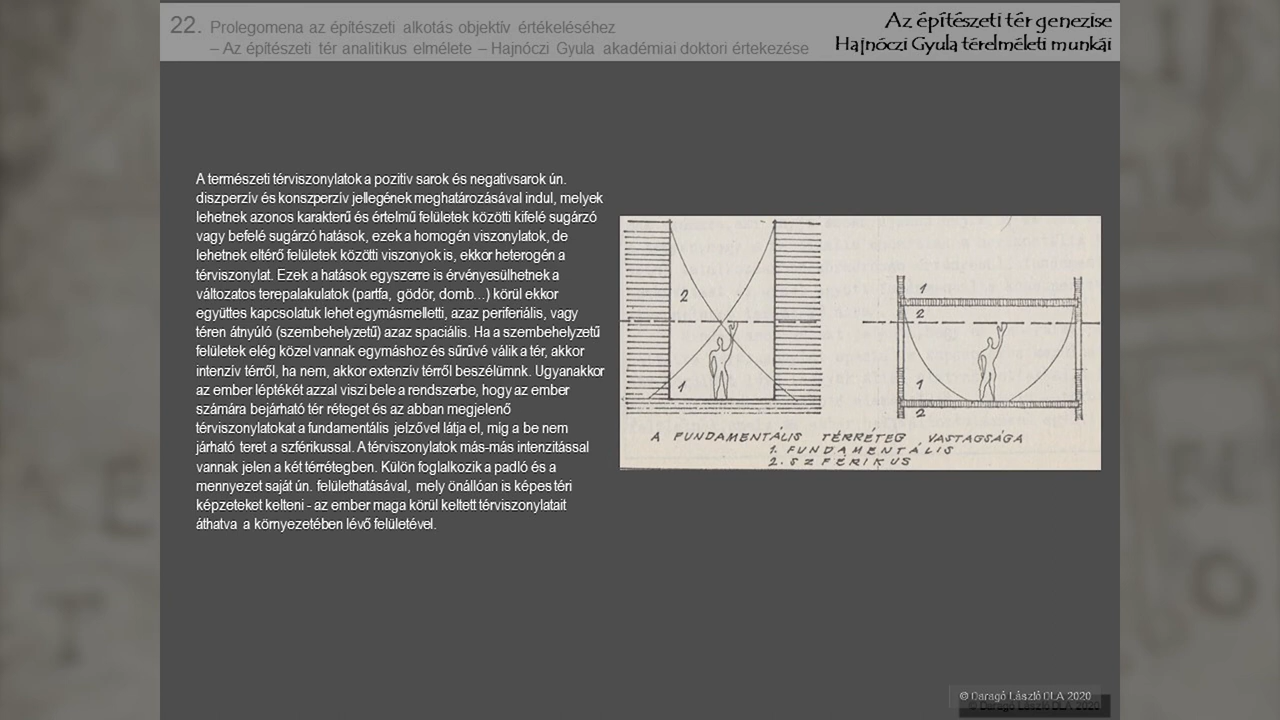 22. Prolegomena az építészeti alkotás objektív értékeléséhez
– Az építészeti tér analitikus elmélete – Hajnóczi Gyula akadémiai doktori értekezése
Az építészeti tér genezise
Hajnóczi Gyula térelméleti munkái
A természeti térviszonylatok a pozitív sarok és negatívsarok ún.
diszperzív és konszperzív jellegének meghatározásával indul, melyek
lehetnek azonos karakterű és értelmű felületek közötti kifelé sugárzó
vagy befelé sugárzó hatások, ezek a homogén viszonylatok, de
lehetnek eltérő felületek közötti viszonyok is, ekkor heterogén a
térviszonylat. Ezek a hatások egyszerre is érvényesülhetnek a
változatos terepalakulatok (partfa, gödör, domb...) körül ekkor
együttes kapcsolatuk lehet egymásmelletti, azaz periferiális, vagy
téren átnyúló (szembehelyzetű) azaz spaciális. Ha a szembehelyzetű
felületek elég közel vannak egymáshoz és sűrűvé válik a tér, akkor
intenzív térről, ha nem, akkor extenzív térről beszélümnk. Ugyanakkor
az ember léptékét azzal viszi bele a rendszerbe, hogy az ember
számára bejárható tér réteget és az abban megjelenő
térviszonylatokat a fundamentális jelzővel látja el, míg a be nem
járható teret a szférikussal. A térviszonylatok más-más intenzitással
vannak jelen a két térrétegben. Külön foglalkozik a padló és a
mennyezet saját ún. felülethatásával, mely önállóan is képes téri
képzeteket kelteni - az ember maga körül keltett térviszonylatait
áthatva a környezetében lévő felületével.
2
1
1
2
1
2
A FUNDAMENTÁLIS TÉRRÉTEG VASTAGSÁGA
1. FUNDAMENTÁLIS
2. SZFÉRIKUS
© Daragó László DLA 2020